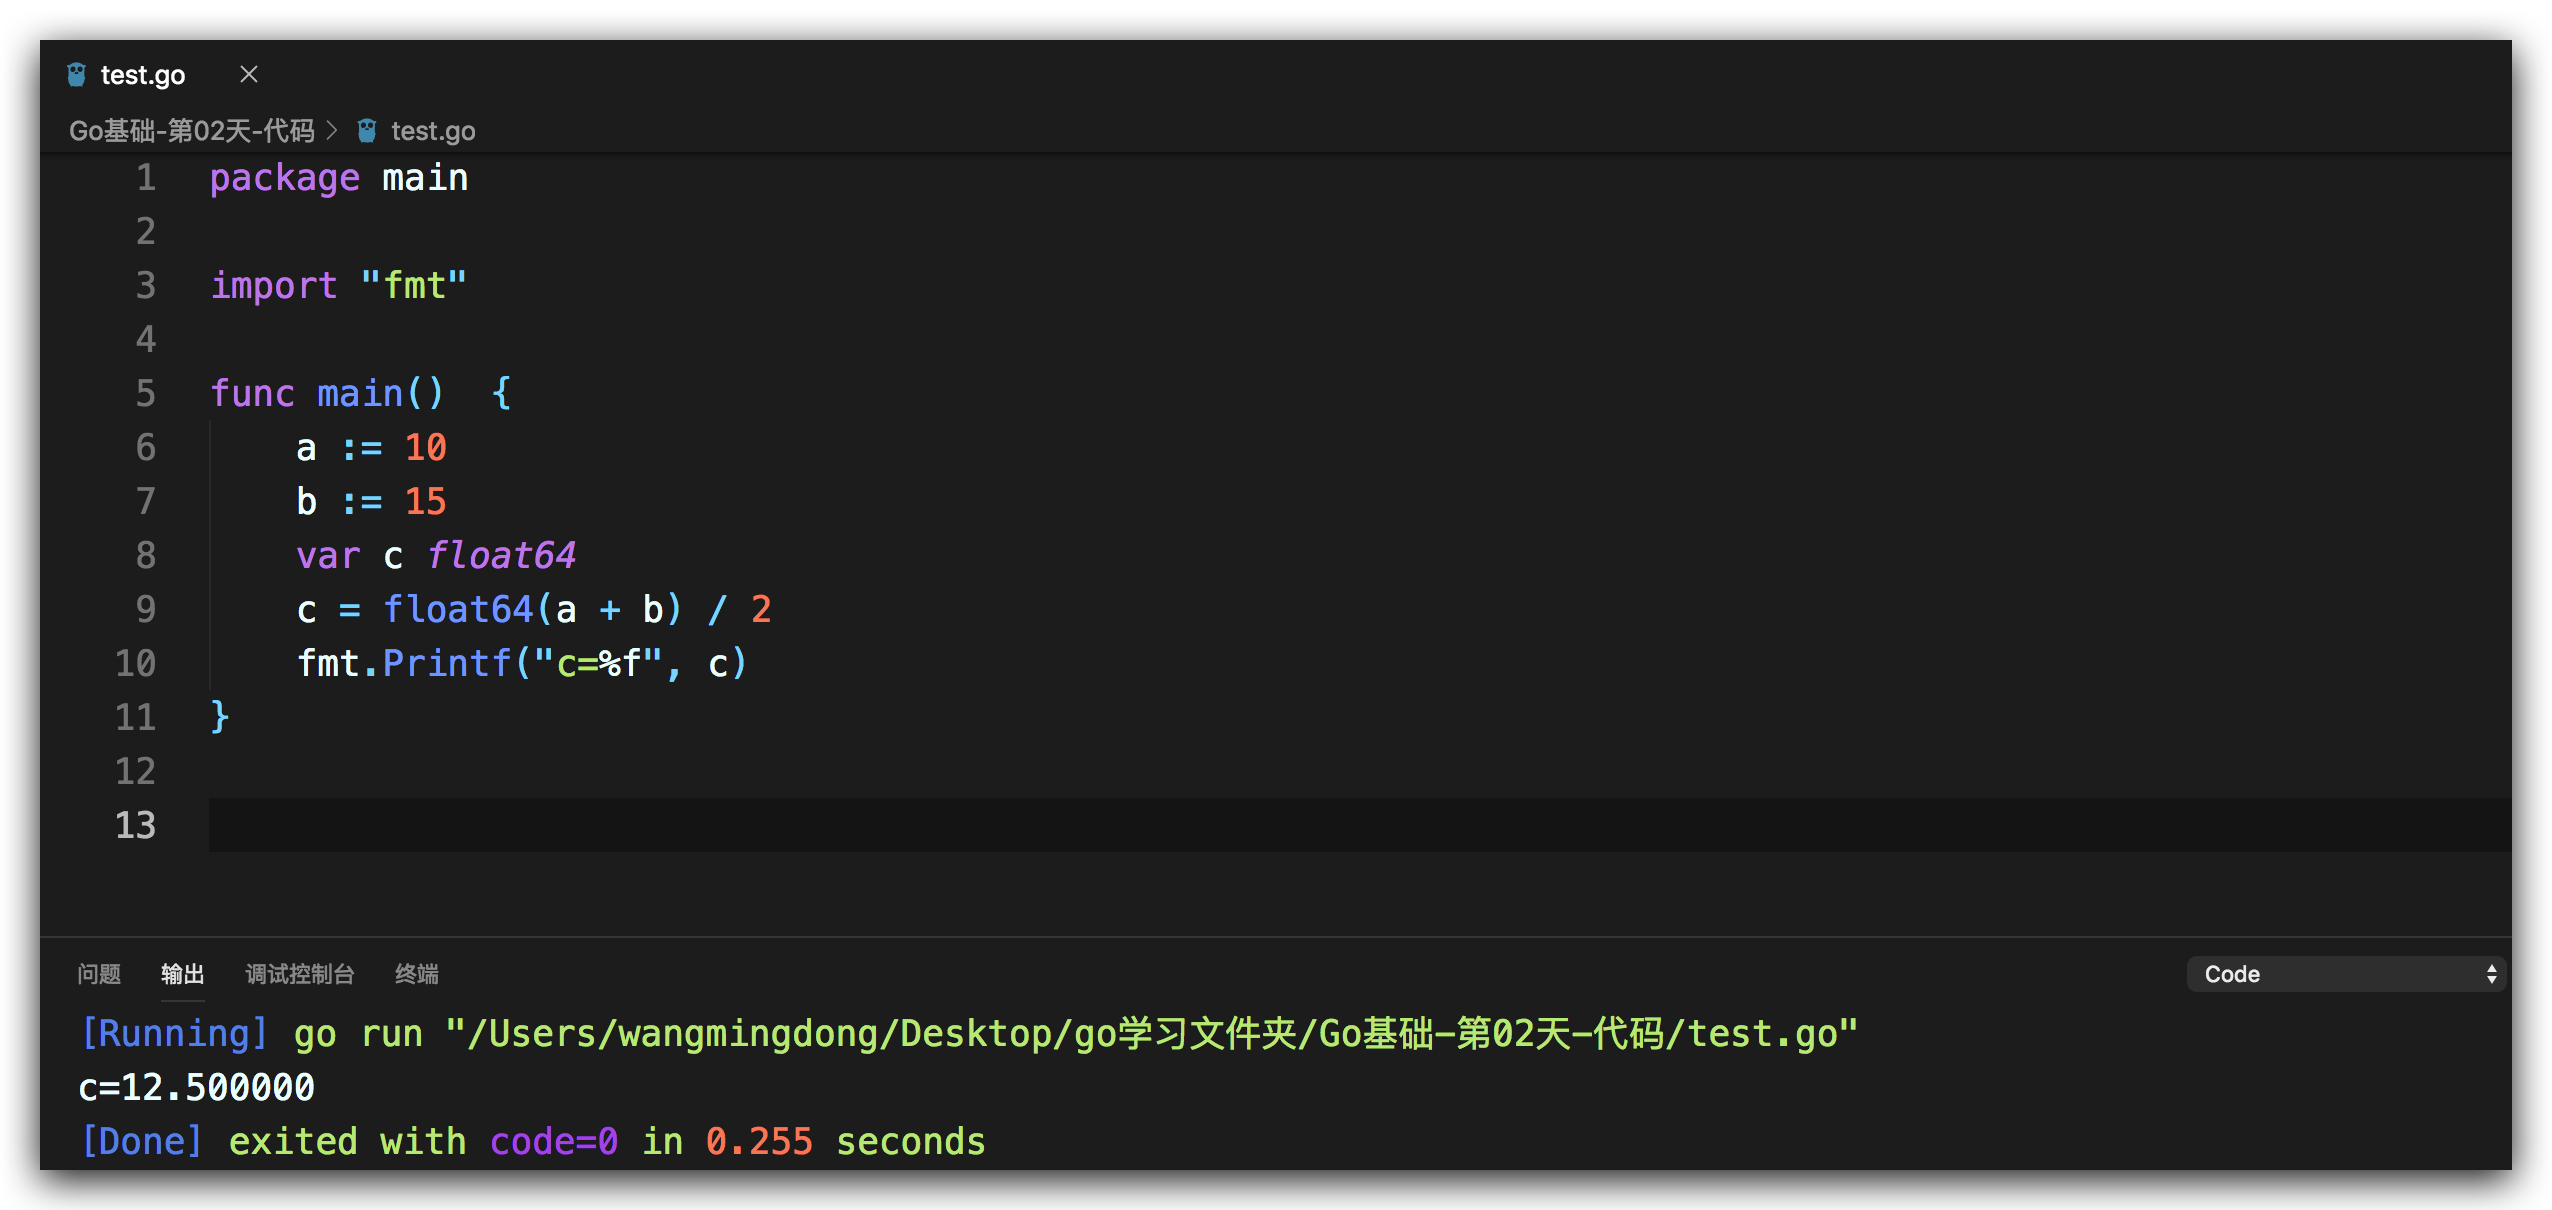 test.go
Go基础-第02天-代码 > test.go
1 package main
2
3 import "fmt"
4
5 func main()  {
6     a := 10
7     b := 15
8     var c float64
9     c = float64(a + b) / 2
10     fmt.Printf("c=%f", c)
11 }
12
13
问题 输出 调试控制台 终端 Code
[Running] go run "/Users/wangmingdong/Desktop/go学习文件夹/Go基础-第02天-代码/test.go"
c=12.500000
[Done] exited with code=0 in 0.255 seconds